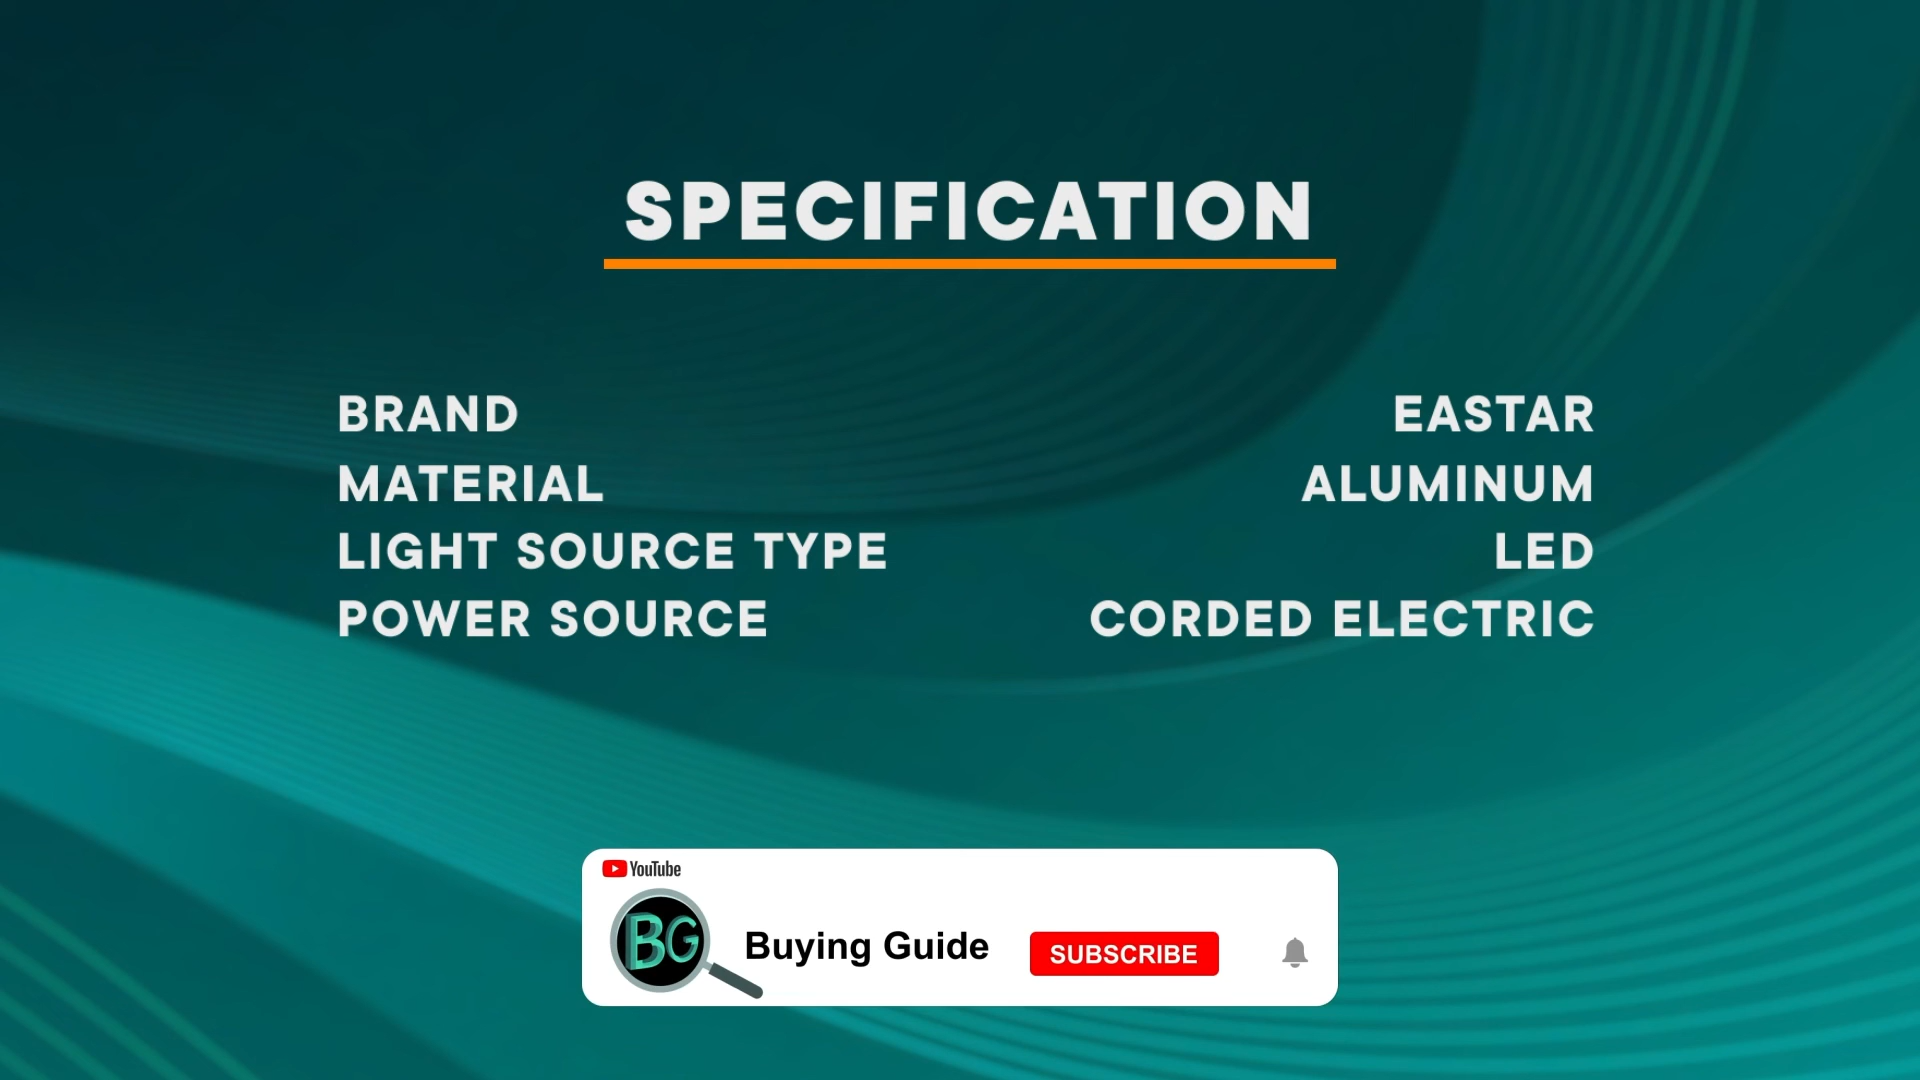 SPECIFICATION
BRAND EASTAR
MATERIAL ALUMINUM
LIGHT SOURCE TYPE LED
POWER SOURCE CORDED ELECTRIC
YouTube
BG Buying Guide SUBSCRIBE